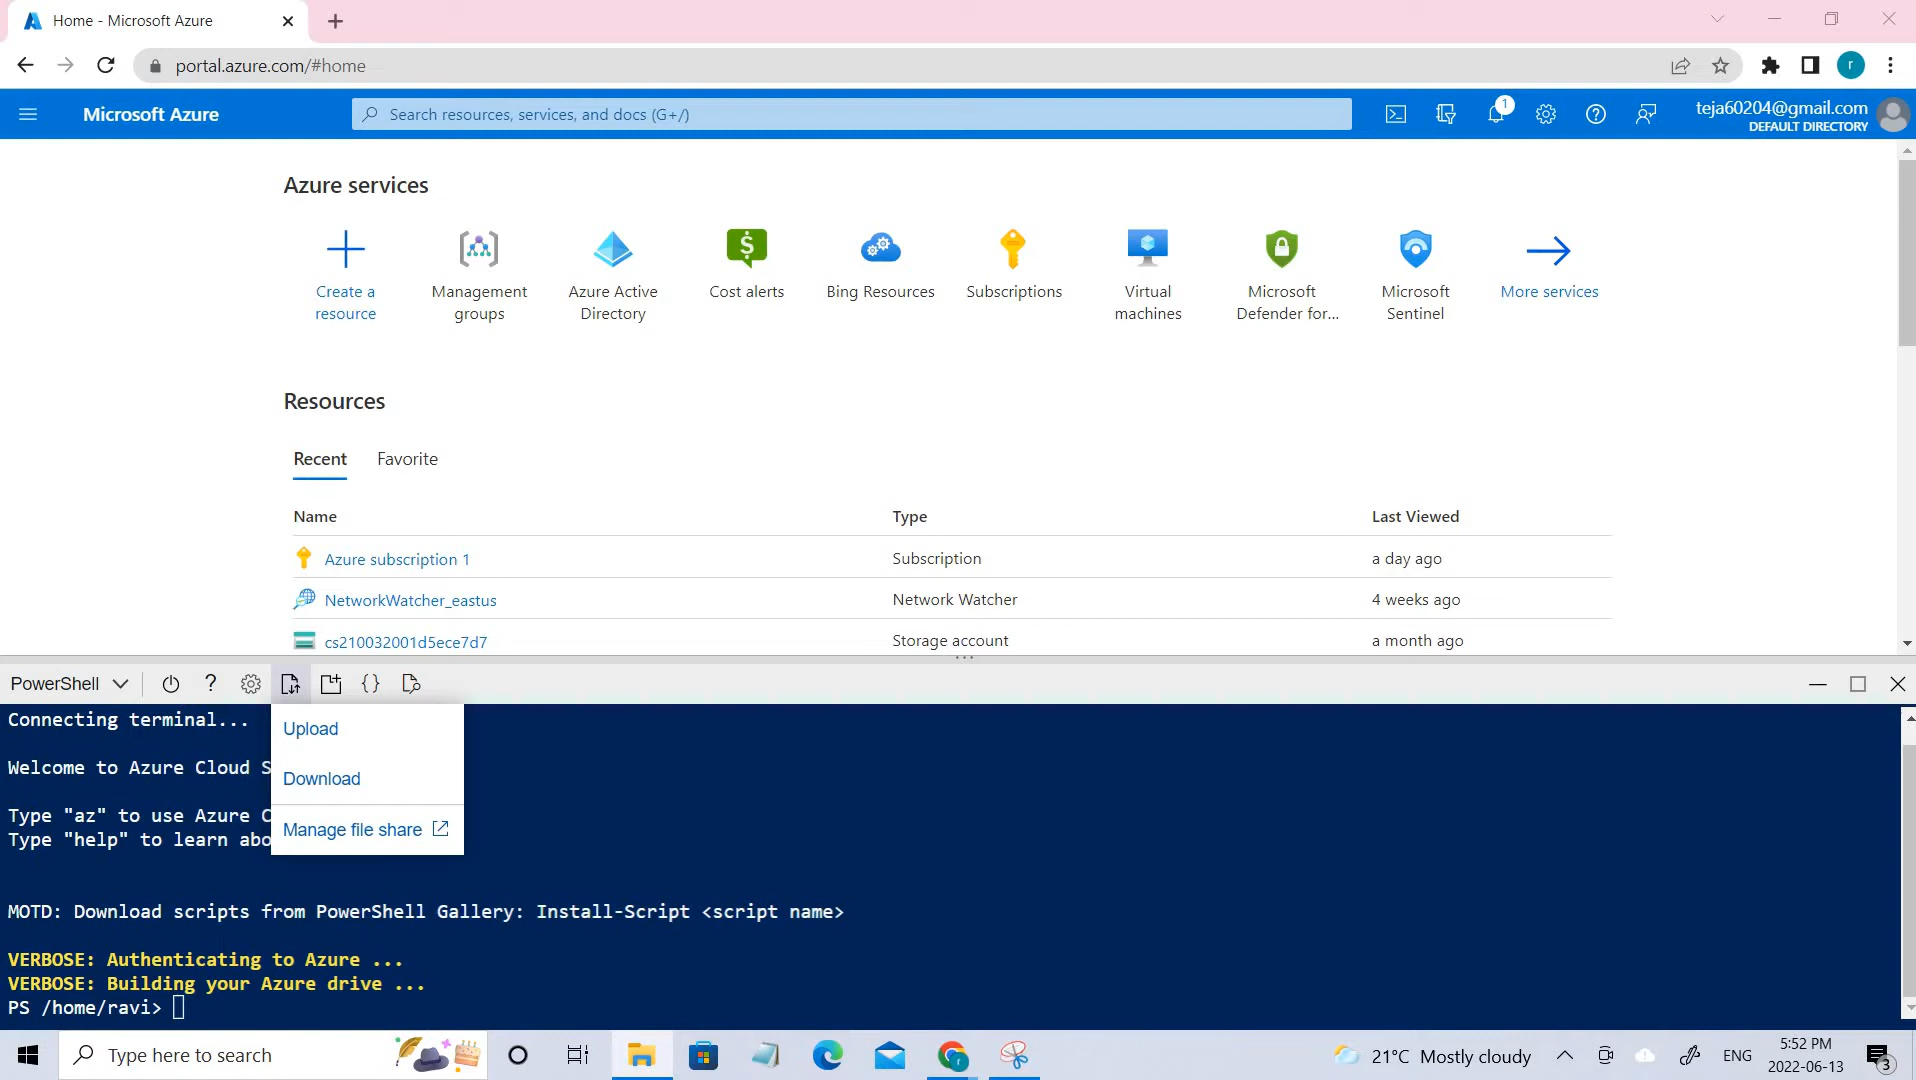 Home - Microsoft Azure
portal.azure.com/#home
r
Microsoft Azure
Search resources, services, and docs (G+/)
1
teja60204@gmail.com
DEFAULT DIRECTORY
Azure services
Create a resource
Management groups
Azure Active Directory
Cost alerts
Bing Resources
Subscriptions
Virtual machines
Microsoft Defender for...
Microsoft Sentinel
More services
Resources
Recent
Favorite
Name
Type
Last Viewed
Azure subscription 1
Subscription
a day ago
NetworkWatcher_eastus
Network Watcher
4 weeks ago
cs210032001d5ece7d7
Storage account
a month ago
PowerShell
Connecting terminal...
Upload
Welcome to Azure Cloud S
Download
Type "az" to use Azure C
Manage file share
Type "help" to learn abo
MOTD: Download scripts from PowerShell Gallery: Install-Script <script name>
VERBOSE: Authenticating to Azure ...
VERBOSE: Building your Azure drive ...
PS /home/ravi>
Type here to search
r
21°C Mostly cloudy
ENG
5:52 PM
2022-06-13
3